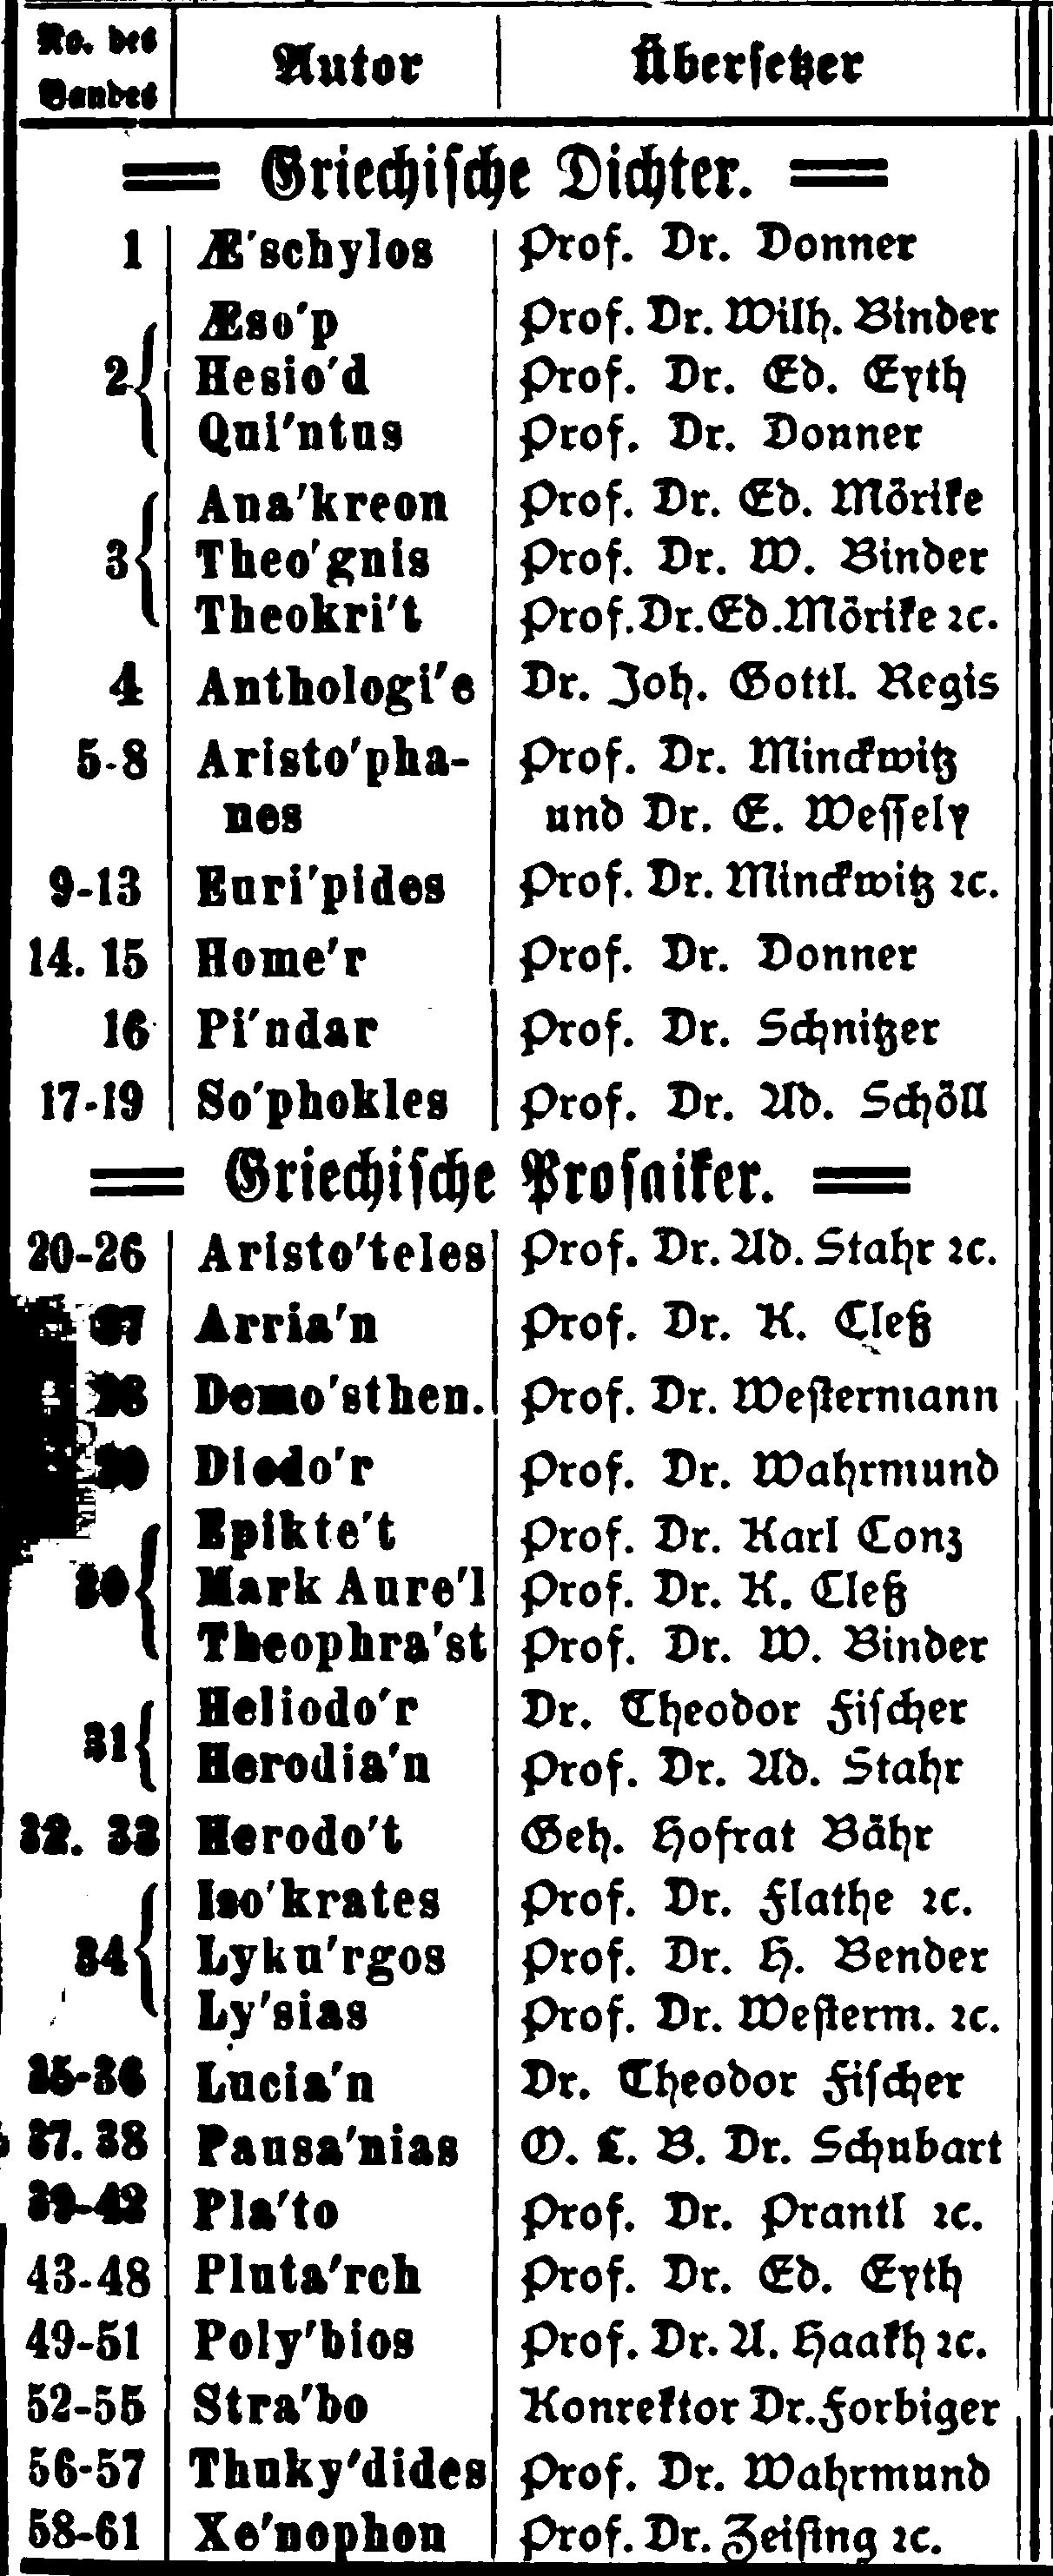 No. des Bandes Autor Übersetzer
Griechische Dichter.
1 Æ'schylos Prof. Dr. Donner
Æso'p Prof. Dr. Wilh. Binder
2 Hesio'd Prof. Dr. Ed. Eyth
Qui'ntus Prof. Dr. Donner
Ana'kreon Prof. Dr. Ed. Mörike
3 Theo'gnis Prof. Dr. W. Binder
Theokri't Prof. Dr. Ed. Mörike ꝛc.
4 Anthologi'e Dr. Joh. Gottl. Regis
5-8 Aristo'pha- Prof. Dr. Minckwitz
nes und Dr. E. Weſſely
9-13 Euri'pides Prof. Dr. Minckwitz ꝛc.
14. 15 Home'r Prof. Dr. Donner
16 Pi'ndar Prof. Dr. Schnitzer
17-19 So'phokles Prof. Dr. Ad. Schöll
Griechiſche Proſaiker.
20-26 Aristo'teles Prof. Dr. Ad. Stahr ꝛc.
Arria'n Prof. Dr. K. Cleß
Demo'sthen. Prof. Dr. Weſtermann
Diodo'r Prof. Dr. Wahrmund
Epikte't Prof. Dr. Karl Conz
30 Mark Aure'l Prof. Dr. K. Cleß
Theophra'st Prof. Dr. W. Binder
Heliodo'r Dr. Theodor Fiſcher
31 Herodia'n Prof. Dr. Ad. Stahr
32. 33 Herodo't Geh. Hofrat Bähr
Iso'krates Prof. Dr. Flathe ꝛc.
34 Lyku'rgos Prof. Dr. H. Bender
Ly'sias Prof. Dr. Weſterm. ꝛc.
35-36 Lucia'n Dr. Theodor Fiſcher
37. 38 Pausa'nias O. L. B. Dr. Schubart
39-42 Pla'to Prof. Dr. Prantl ꝛc.
43-48 Pluta'rch Prof. Dr. Ed. Eyth
49-51 Poly'bios Prof. Dr. A. Haakh ꝛc.
52-55 Stra'bo Konrektor Dr. Forbiger
56-57 Thuky'dides Prof. Dr. Wahrmund
58-61 Xe'nophon Prof. Dr. Zeiſing ꝛc.